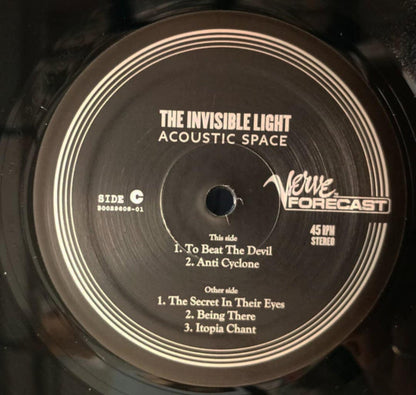 THE INVISIBLE LIGHT
ACOUSTIC SPACE
SIDE C
Verve
FORECAST
45 RPM
STEREO
This side
1. To Beat The Devil
2. Anti Cyclone
Other side
1. The Secret In Their Eyes
2. Being There
3. Itopia Chant